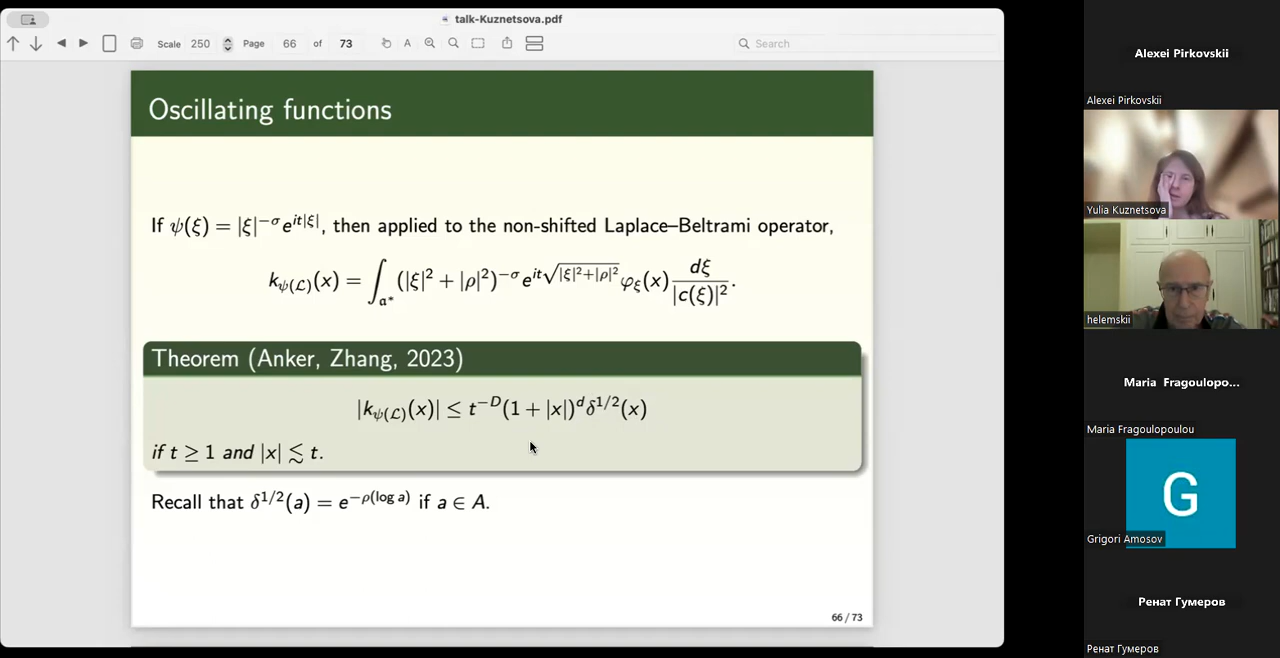 talk-Kuznetsova.pdf
Scale 250 Page 66 of 73 A Search
Oscillating functions
If ψ(ξ) = |ξ|^{−σ} e^{it|ξ|}, then applied to the non-shifted Laplace–Beltrami operator,
k_{ψ(ℒ)}(x) = ∫_{𝔞*} (|ξ|² + |ρ|²)^{−σ} e^{it√(|ξ|²+|ρ|²)} φ_ξ(x) dξ/|c(ξ)|².
Theorem (Anker, Zhang, 2023)
|k_{ψ(ℒ)}(x)| ≤ t^{−D}(1 + |x|)^d δ^{1/2}(x)
if t ≥ 1 and |x| ≲ t.
Recall that δ^{1/2}(a) = e^{−ρ(log a)} if a ∈ A.
66 / 73
Alexei Pirkovskii
Alexei Pirkovskii
Yulia Kuznetsova
helemskii
Maria Fragoulopo...
Maria Fragoulopoulou
G
Grigori Amosov
Ренат Гумеров
Ренат Гумеров